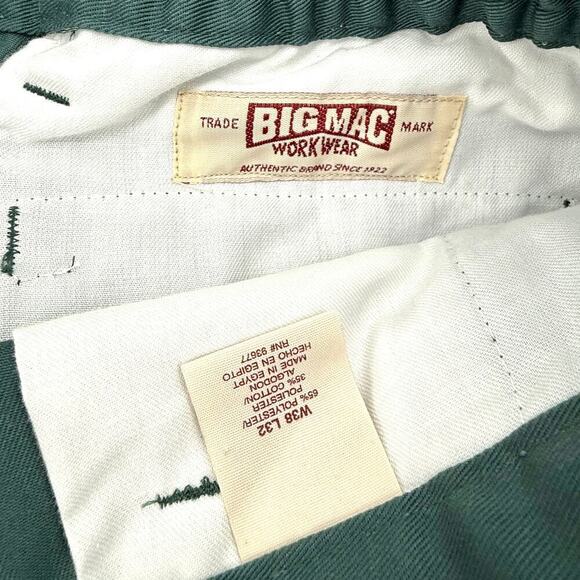 TRADE BIG MAC MARK
WORKWEAR
AUTHENTIC BRAND SINCE 1922
W38 L32
65% POLYESTER/
POLIESTER
35% COTTON/
ALGODON
MADE IN EGYPT
HECHO EN EGIPTO
RN# 93677